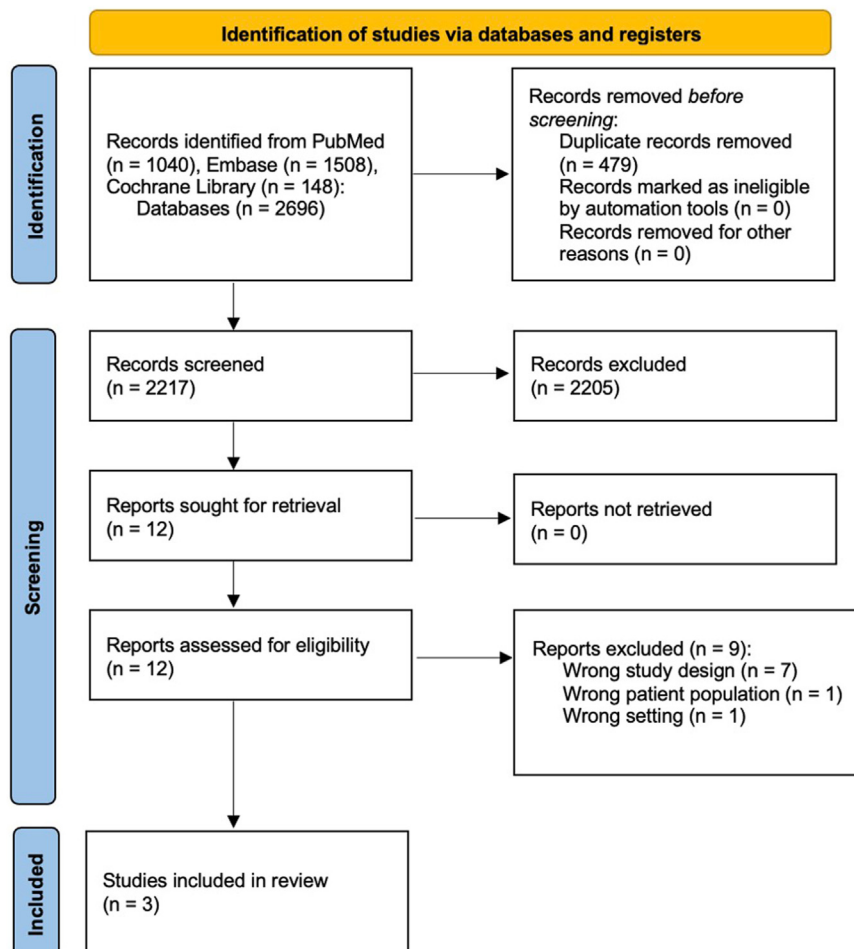 Identification of studies via databases and registers
Identification
Records identified from PubMed
(n = 1040), Embase (n = 1508),
Cochrane Library (n = 148):
Databases (n = 2696)
Records removed before
screening:
Duplicate records removed
(n = 479)
Records marked as ineligible
by automation tools (n = 0)
Records removed for other
reasons (n = 0)
Screening
Records screened
(n = 2217)
Records excluded
(n = 2205)
Reports sought for retrieval
(n = 12)
Reports not retrieved
(n = 0)
Reports assessed for eligibility
(n = 12)
Reports excluded (n = 9):
Wrong study design (n = 7)
Wrong patient population (n = 1)
Wrong setting (n = 1)
Included
Studies included in review
(n = 3)